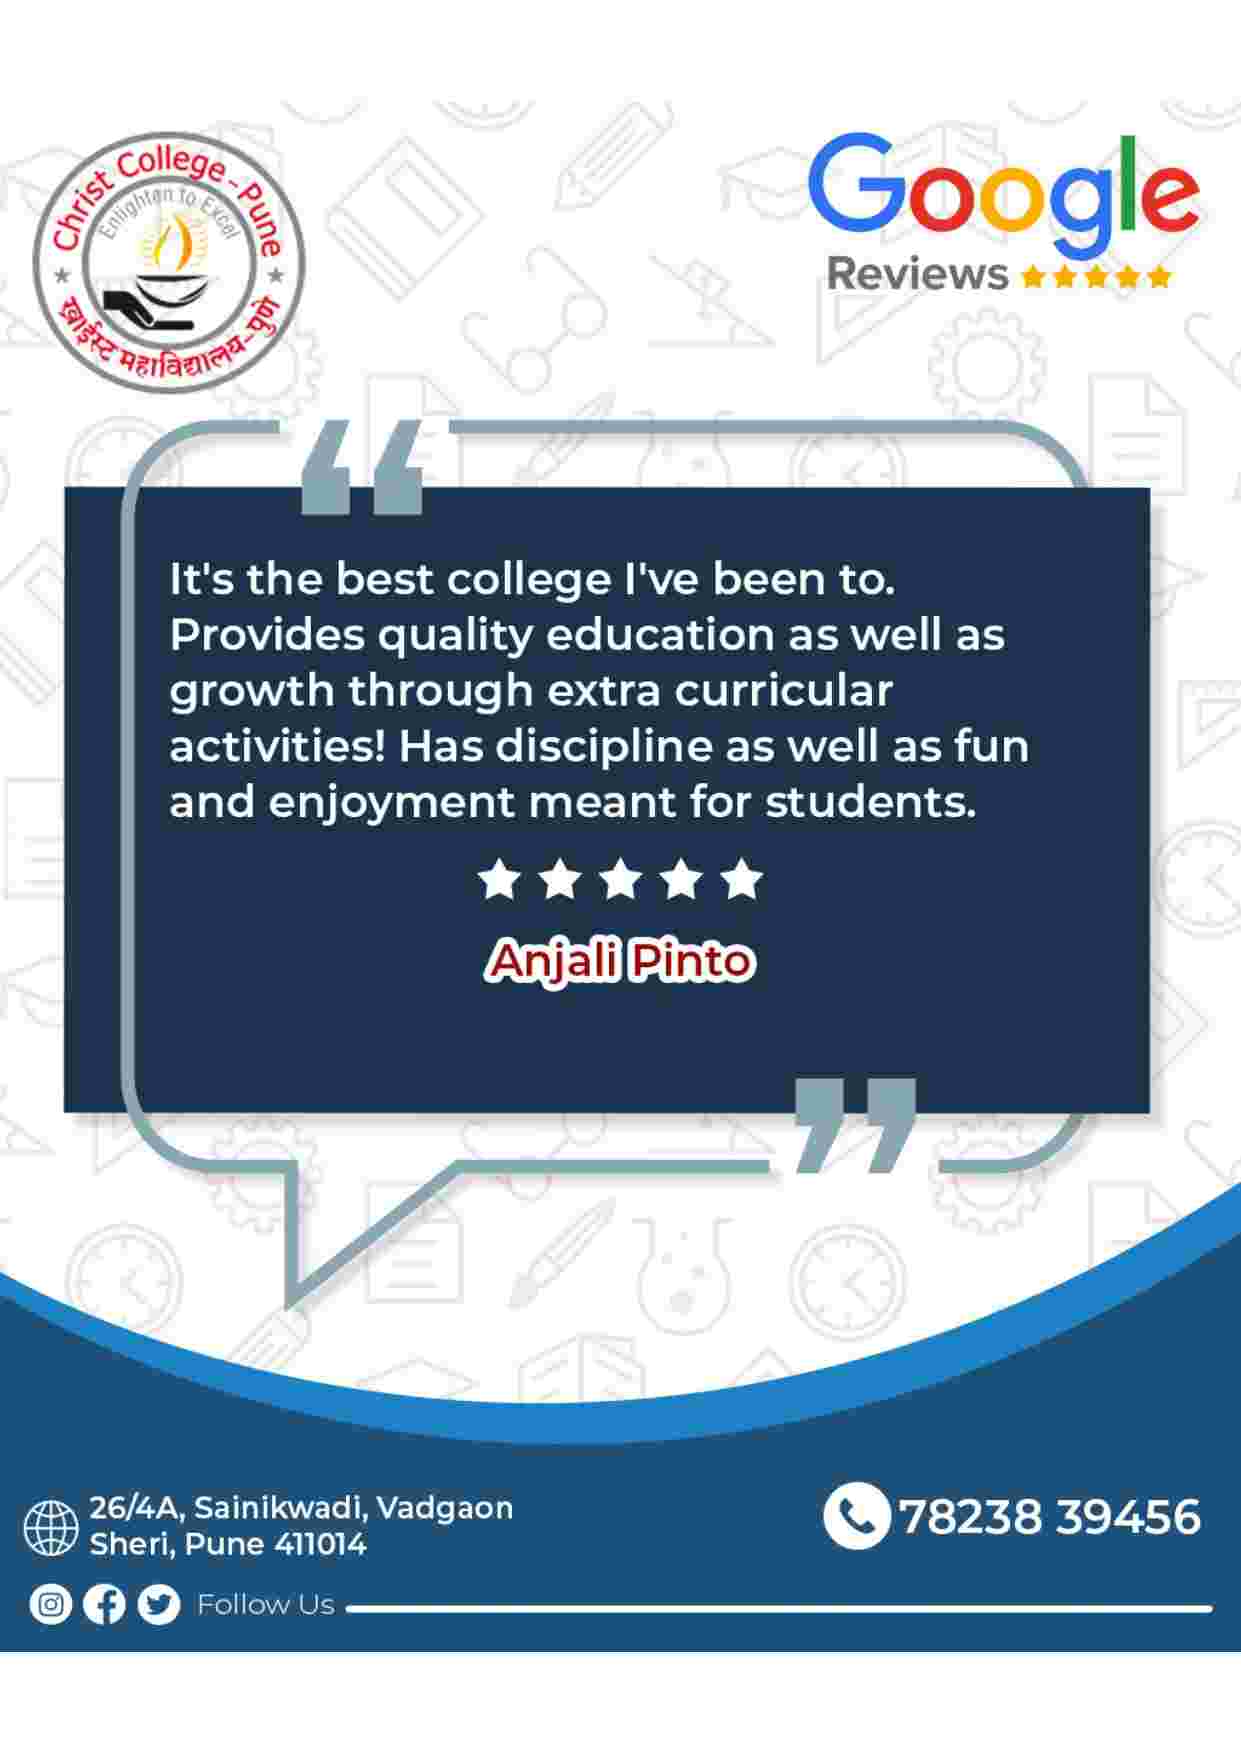 Christ College - Pune
Enlighten to Excel
ख्राईस्ट महाविद्यालय-पुणे
Google
Reviews
It's the best college I've been to.
Provides quality education as well as
growth through extra curricular
activities! Has discipline as well as fun
and enjoyment meant for students.
Anjali Pinto
26/4A, Sainikwadi, Vadgaon
Sheri, Pune 411014
78238 39456
Follow Us